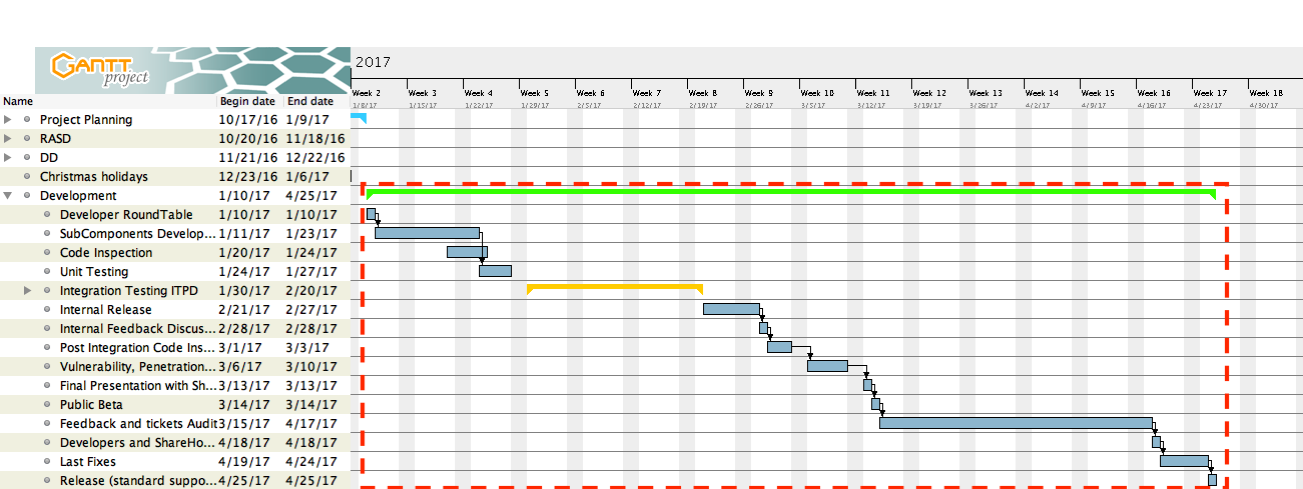 GANTT
project
2017
Week 2 Week 3 Week 4 Week 5 Week 6 Week 7 Week 8 Week 9 Week 10 Week 11 Week 12 Week 13 Week 14 Week 15 Week 16 Week 17 Week 18
Name Begin date End date 1/8/17 1/15/17 1/22/17 1/29/17 2/5/17 2/12/17 2/19/17 2/26/17 3/5/17 3/12/17 3/19/17 3/26/17 4/2/17 4/9/17 4/16/17 4/23/17 4/30/17
Project Planning 10/17/16 1/9/17
RASD 10/20/16 11/18/16
DD 11/21/16 12/22/16
Christmas holidays 12/23/16 1/6/17
Development 1/10/17 4/25/17
Developer RoundTable 1/10/17 1/10/17
SubComponents Develop... 1/11/17 1/23/17
Code Inspection 1/20/17 1/24/17
Unit Testing 1/24/17 1/27/17
Integration Testing ITPD 1/30/17 2/20/17
Internal Release 2/21/17 2/27/17
Internal Feedback Discus... 2/28/17 2/28/17
Post Integration Code Ins... 3/1/17 3/3/17
Vulnerability, Penetration... 3/6/17 3/10/17
Final Presentation with Sh... 3/13/17 3/13/17
Public Beta 3/14/17 3/14/17
Feedback and tickets Audit 3/15/17 4/17/17
Developers and ShareHo... 4/18/17 4/18/17
Last Fixes 4/19/17 4/24/17
Release (standard suppo... 4/25/17 4/25/17